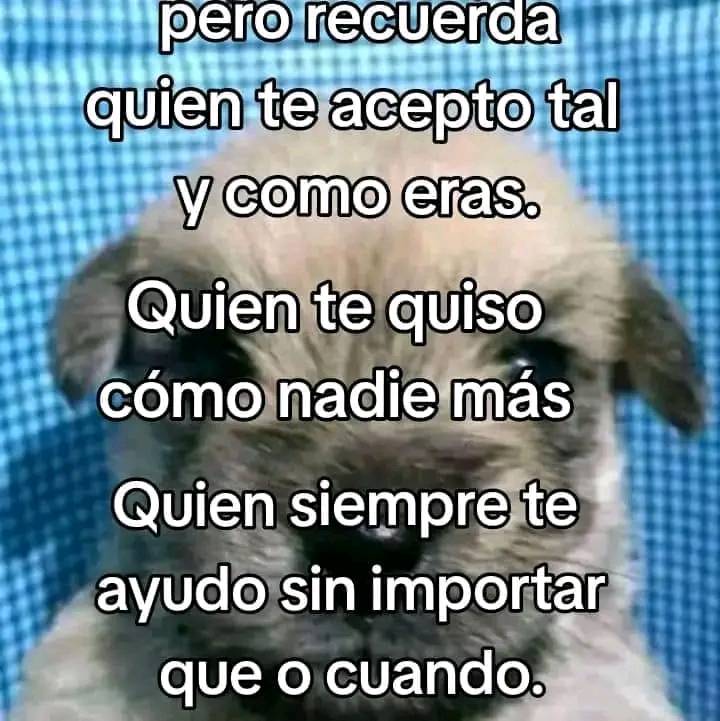 pero recuerda
quien te acepto tal
y como eras.
Quien te quiso
cómo nadie más
Quien siempre te
ayudo sin importar
que o cuando.